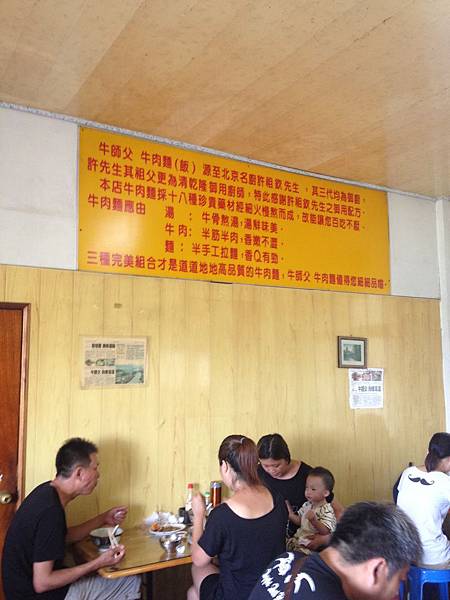 牛師父 牛肉麵(飯) 源至北京名廚許祖欽先生，其三代均為御廚，
許先生其祖父更為清乾隆御用廚師，特此感謝許祖欽先生之御用配方。
本店牛肉麵採十八種珍貴藥材經細火慢熬而成，故能讓您百吃不厭。
牛肉麵應由 湯 ：牛骨熬湯，湯鮮味美．
牛肉：半筋半肉，香嫩不澀．
麵 ：半手工拉麵，香Q有勁．
三種完美組合才是道道地地高品質的牛肉麵，牛師父 牛肉麵值得您細細品嚐．